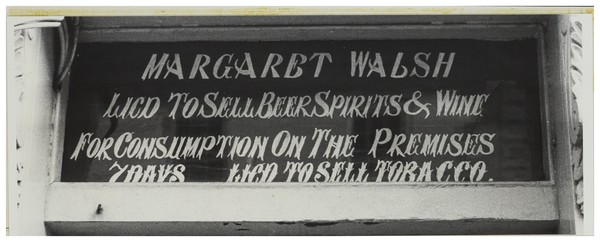 MARGARET WALSH
LICD TO SELL BEER SPIRITS & WINE
FOR CONSUMPTION ON THE PREMISES
7 DAYS LICD TO SELL TOBACCO.